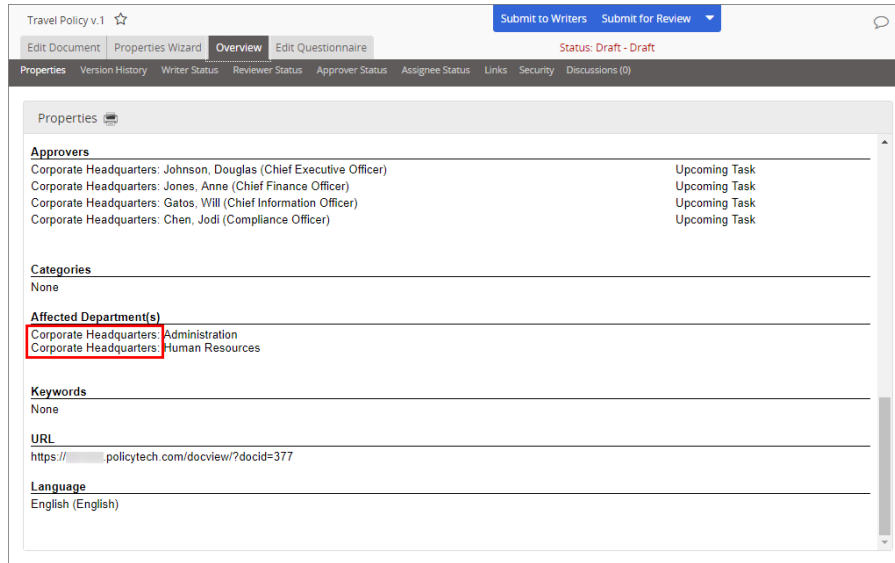 Travel Policy v.1
Submit to Writers Submit for Review
Edit Document Properties Wizard Overview Edit Questionnaire
Status: Draft - Draft
Properties Version History Writer Status Reviewer Status Approver Status Assignee Status Links Security Discussions (0)
Properties
Approvers
Corporate Headquarters: Johnson, Douglas (Chief Executive Officer) Upcoming Task
Corporate Headquarters: Jones, Anne (Chief Finance Officer) Upcoming Task
Corporate Headquarters: Gatos, Will (Chief Information Officer) Upcoming Task
Corporate Headquarters: Chen, Jodi (Compliance Officer) Upcoming Task
Categories
None
Affected Department(s)
Corporate Headquarters: Administration
Corporate Headquarters: Human Resources
Keywords
None
URL
https:// .policytech.com/docview/?docid=377
Language
English (English)